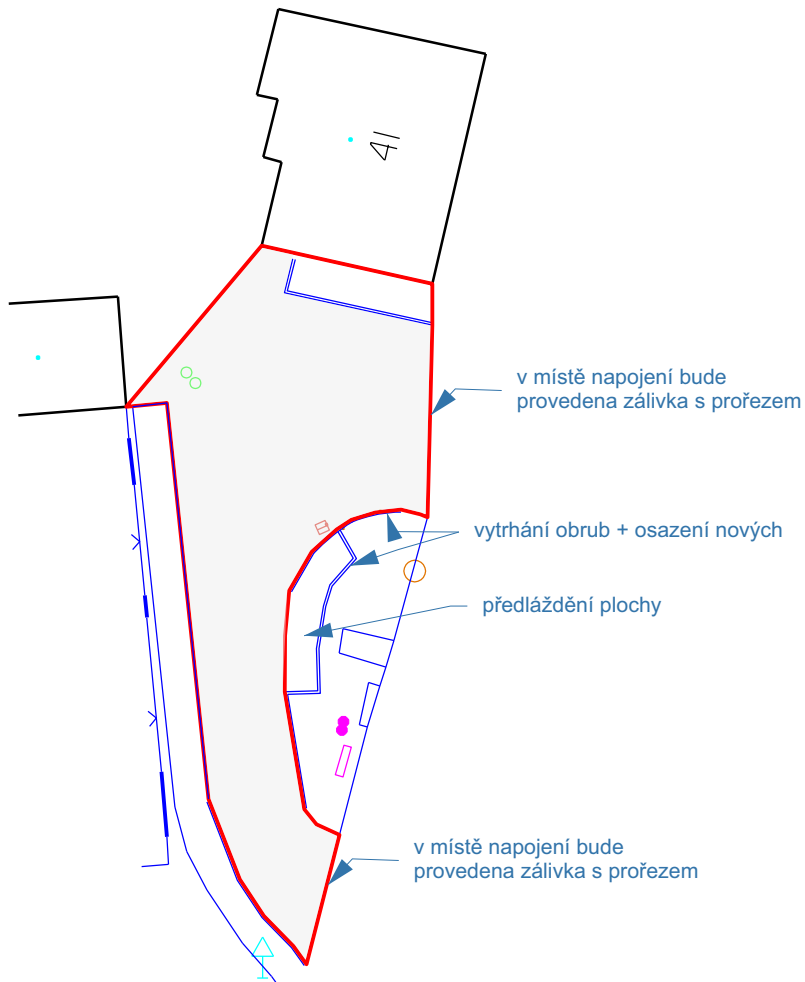 41
v místě napojení bude
provedena zálivka s prořezem
vytrhání obrub + osazení nových
předláždění plochy
v místě napojení bude
provedena zálivka s prořezem